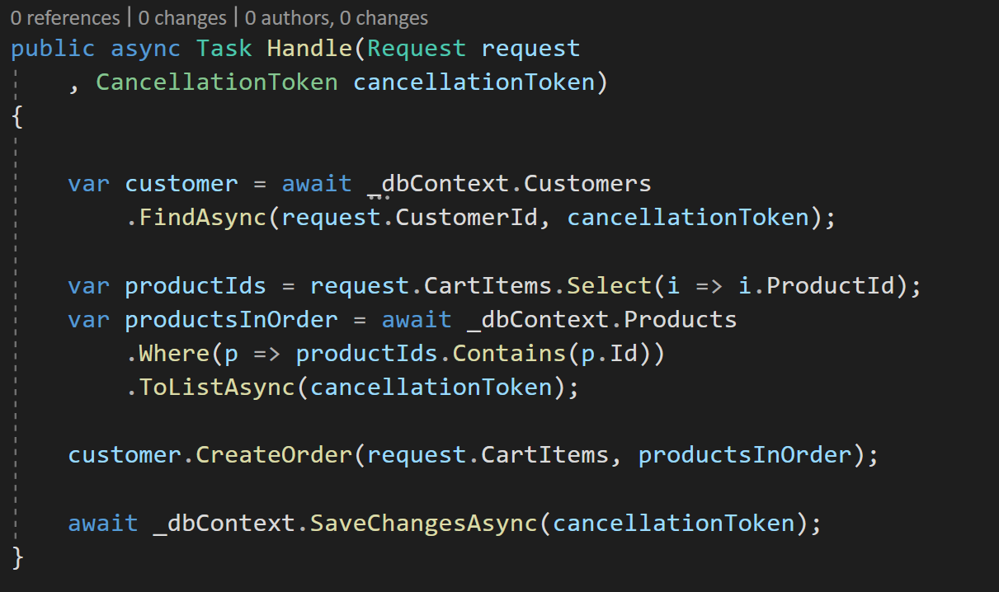 0 references | 0 changes | 0 authors, 0 changes
public async Task Handle(Request request
    , CancellationToken cancellationToken)
{
    var customer = await _dbContext.Customers
        .FindAsync(request.CustomerId, cancellationToken);
    var productIds = request.CartItems.Select(i => i.ProductId);
    var productsInOrder = await _dbContext.Products
        .Where(p => productIds.Contains(p.Id))
        .ToListAsync(cancellationToken);
    customer.CreateOrder(request.CartItems, productsInOrder);
    await _dbContext.SaveChangesAsync(cancellationToken);
}